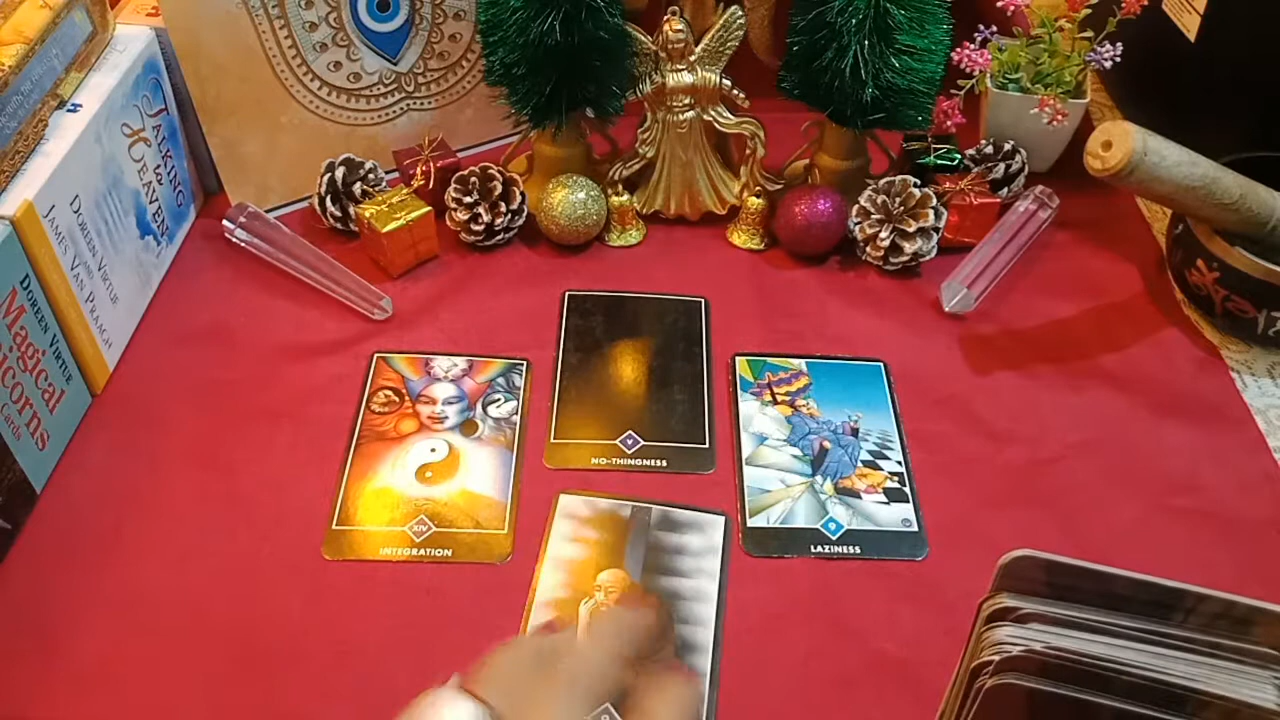 TALKING
to
HEAVEN
DOREEN VIRTUE
AND
JAMES VAN PRAAGH
DOREEN VIRTUE
Magical
Unicorns
Cards
V
NO-THINGNESS
XIV
INTEGRATION
9
LAZINESS